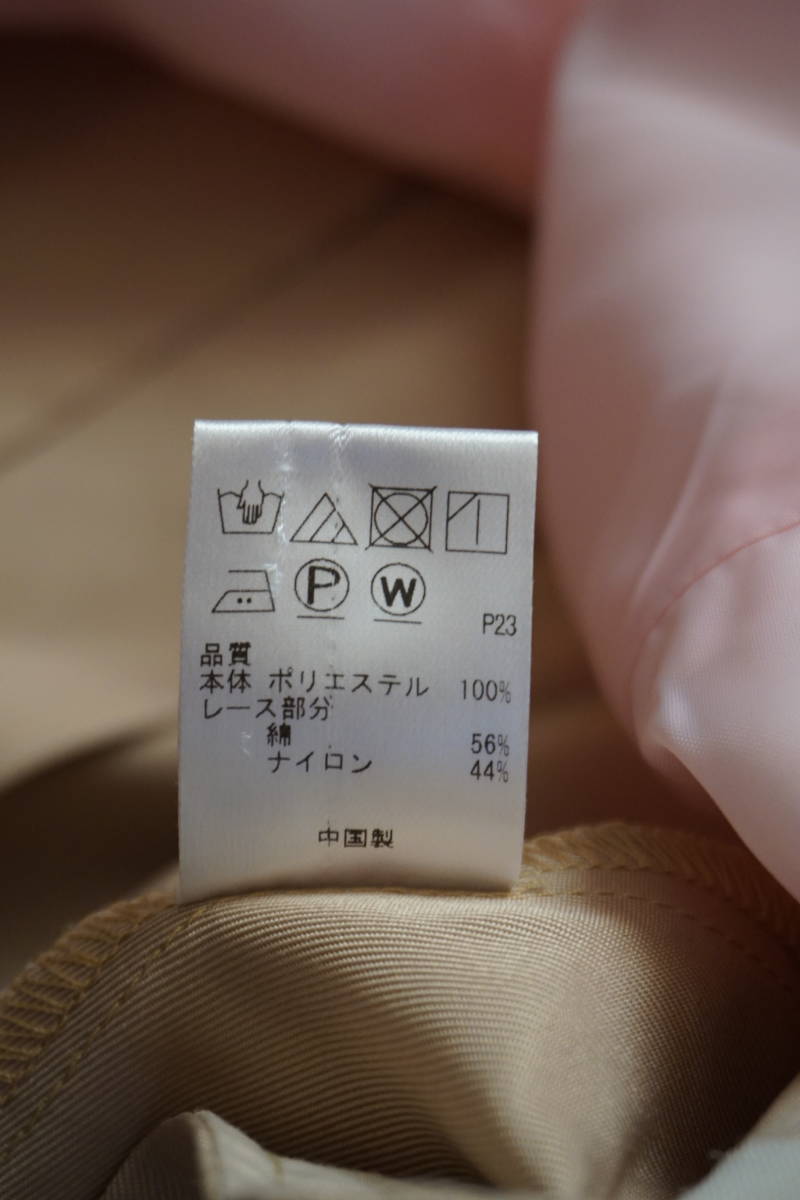 P W
P23
品質
本体 ポリエステル 100%
レース部分
綿 56%
ナイロン 44%
中国製